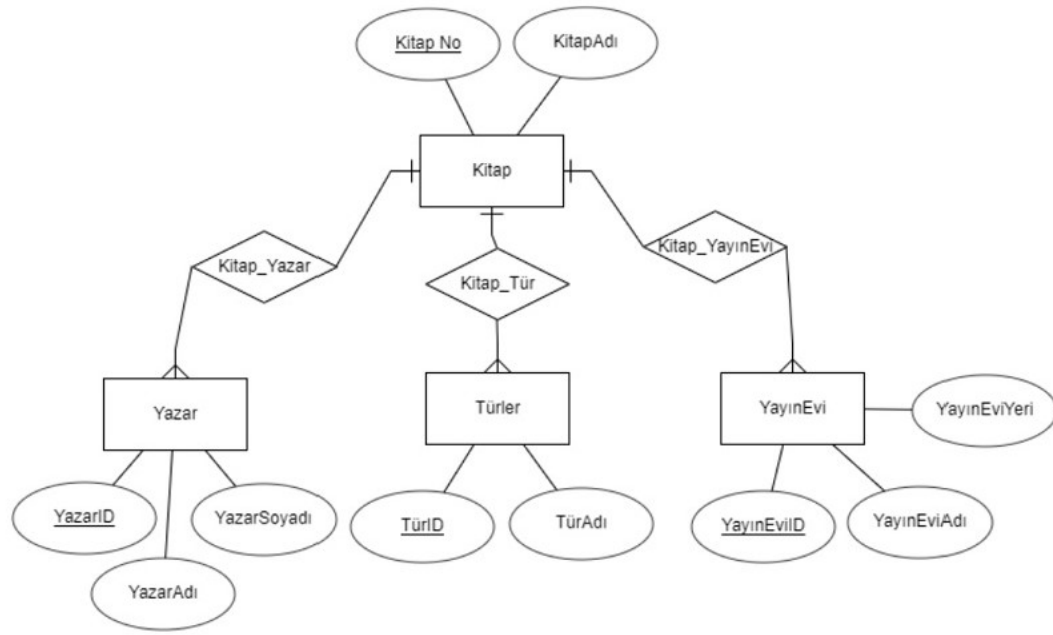 Kitap No
KitapAdı
Kitap
Kitap_Yazar
Kitap_Tür
Kitap_YayınEvi
Yazar
Türler
YayınEvi
YayınEviYeri
YazarID
YazarSoyadı
TürID
TürAdı
YayınEviID
YayınEviAdı
YazarAdı